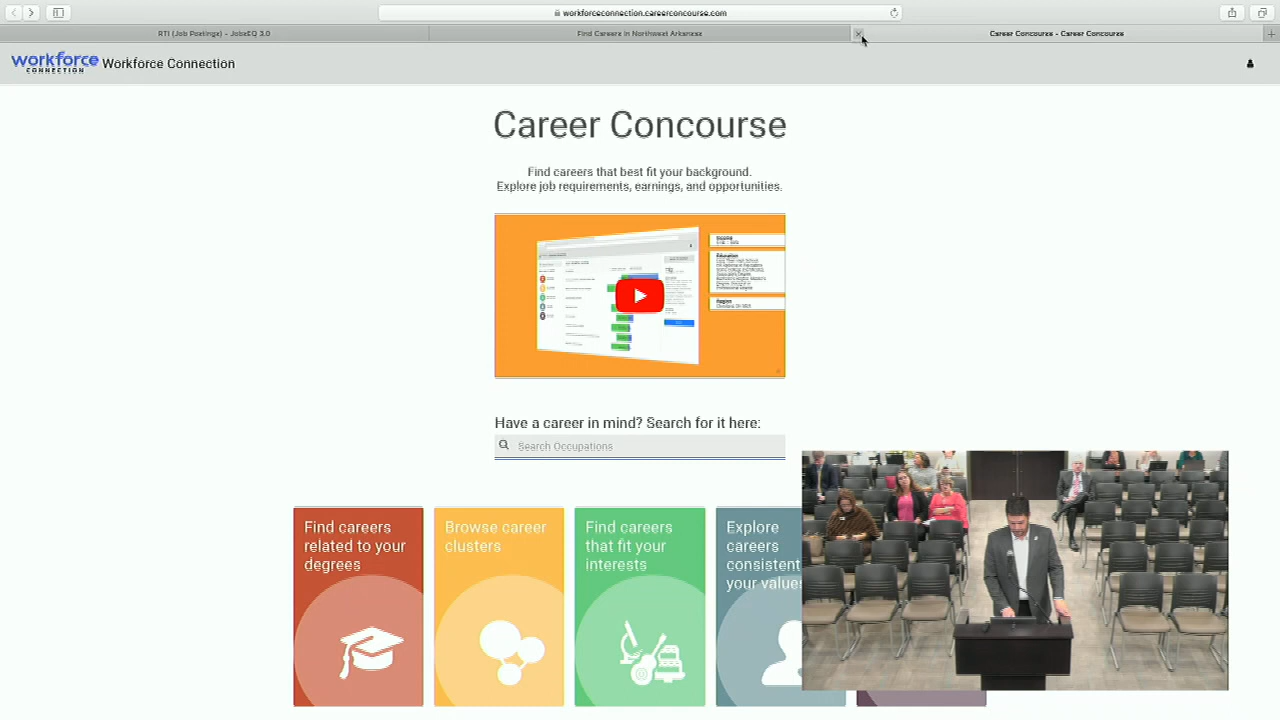 workforceconnection.careerconcourse.com
RTI (Job Postings) - JobsEQ 3.0
Find Careers in Northwest Arkansas
Career Concourse - Career Concourse
workforce
CONNECTION
Workforce Connection
Career Concourse
Find careers that best fit your background.
Explore job requirements, earnings, and opportunities.
Education
Region
Have a career in mind? Search for it here:
Search Occupations
Find careers
related to your
degrees
Browse career
clusters
Find careers
that fit your
interests
Explore
careers
consistent
your values